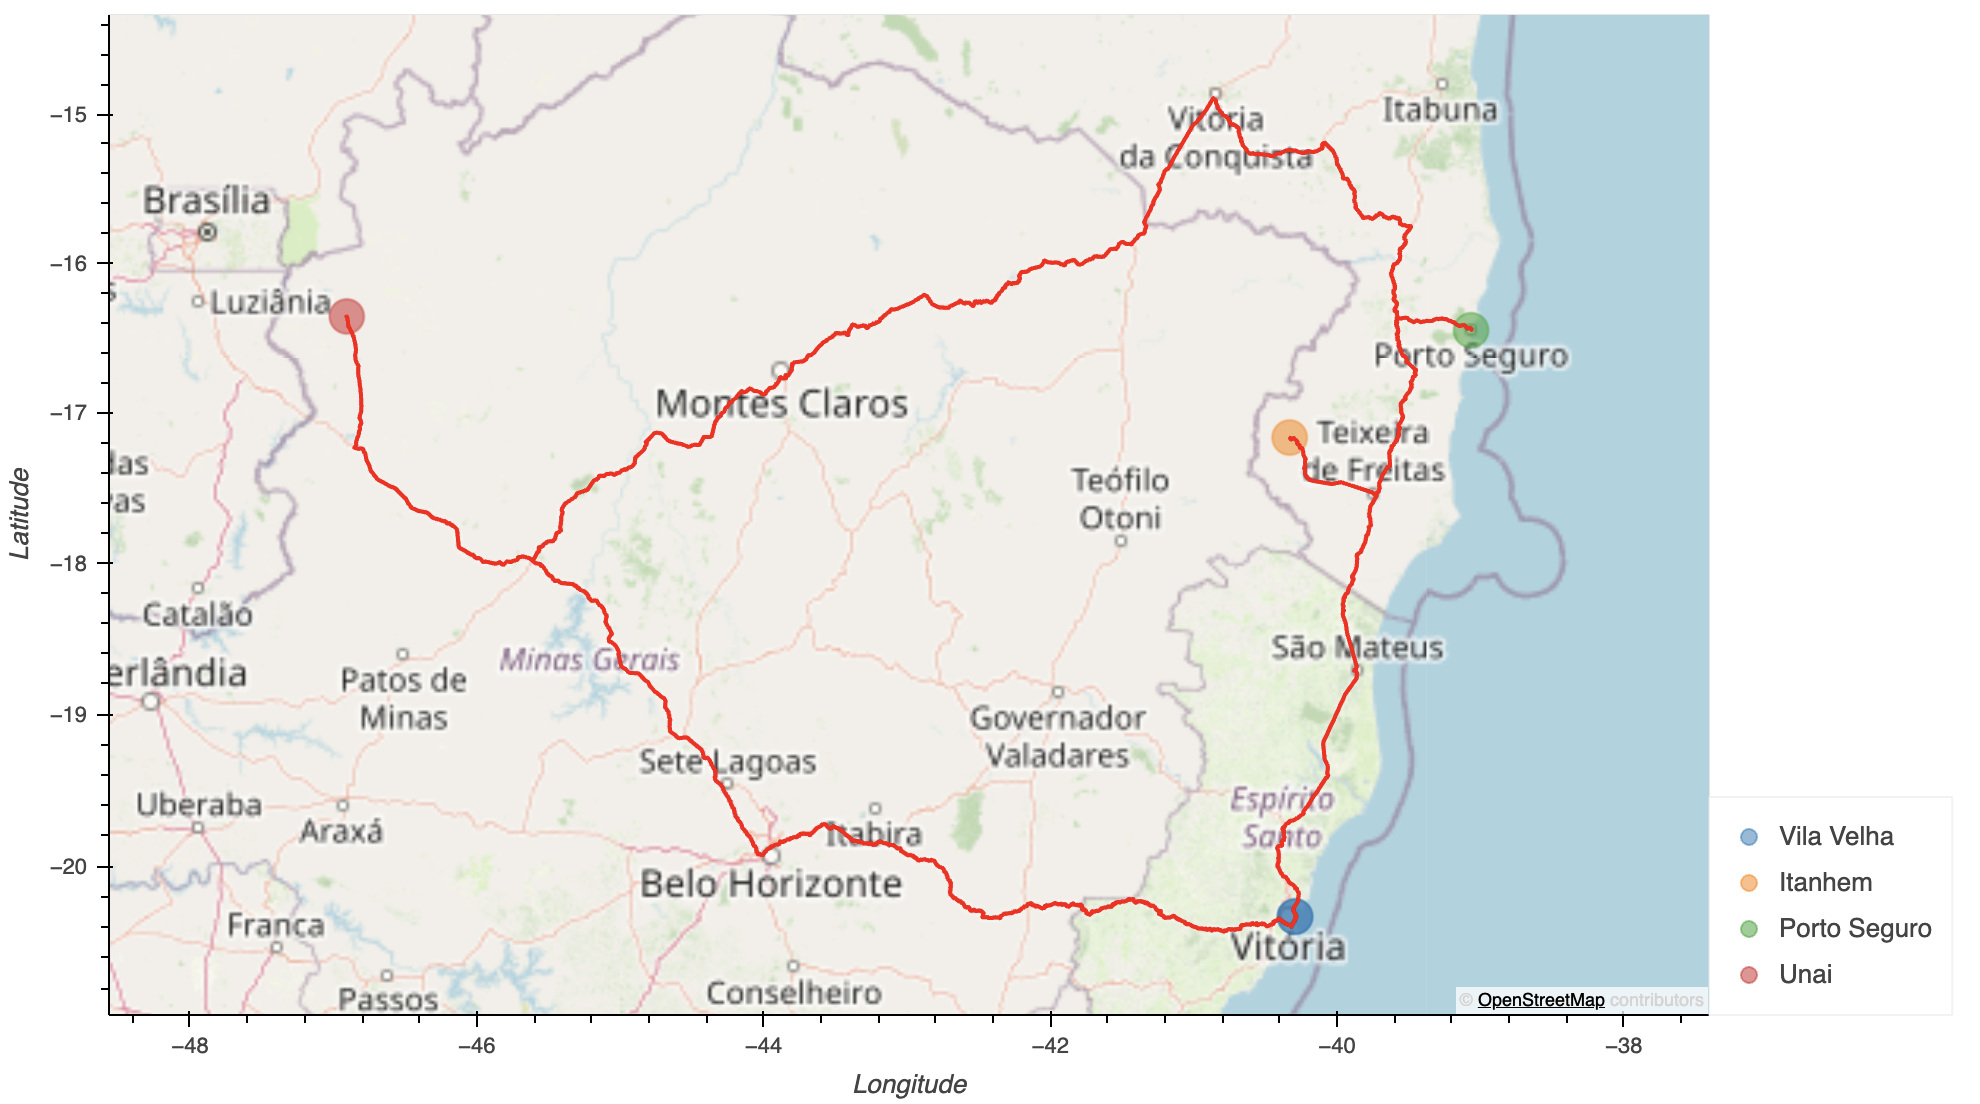 Latitude
−15
−16
−17
−18
−19
−20
−48
−46
−44
−42
−40
−38
Longitude
Vitória
da Conquista
Itabuna
Brasília
Luziânia
Porto Seguro
Montes Claros
Teixeira
de Freitas
Teófilo
Otoni
Catalão
Minas Gerais
São Mateus
erlândia
Patos de
Minas
Governador
Valadares
Sete Lagoas
Uberaba
Araxá
Itabira
Espírito
Santo
Belo Horizonte
Franca
Vitória
Passos
Conselheiro
© OpenStreetMap contributors
Vila Velha
Itanhem
Porto Seguro
Unai